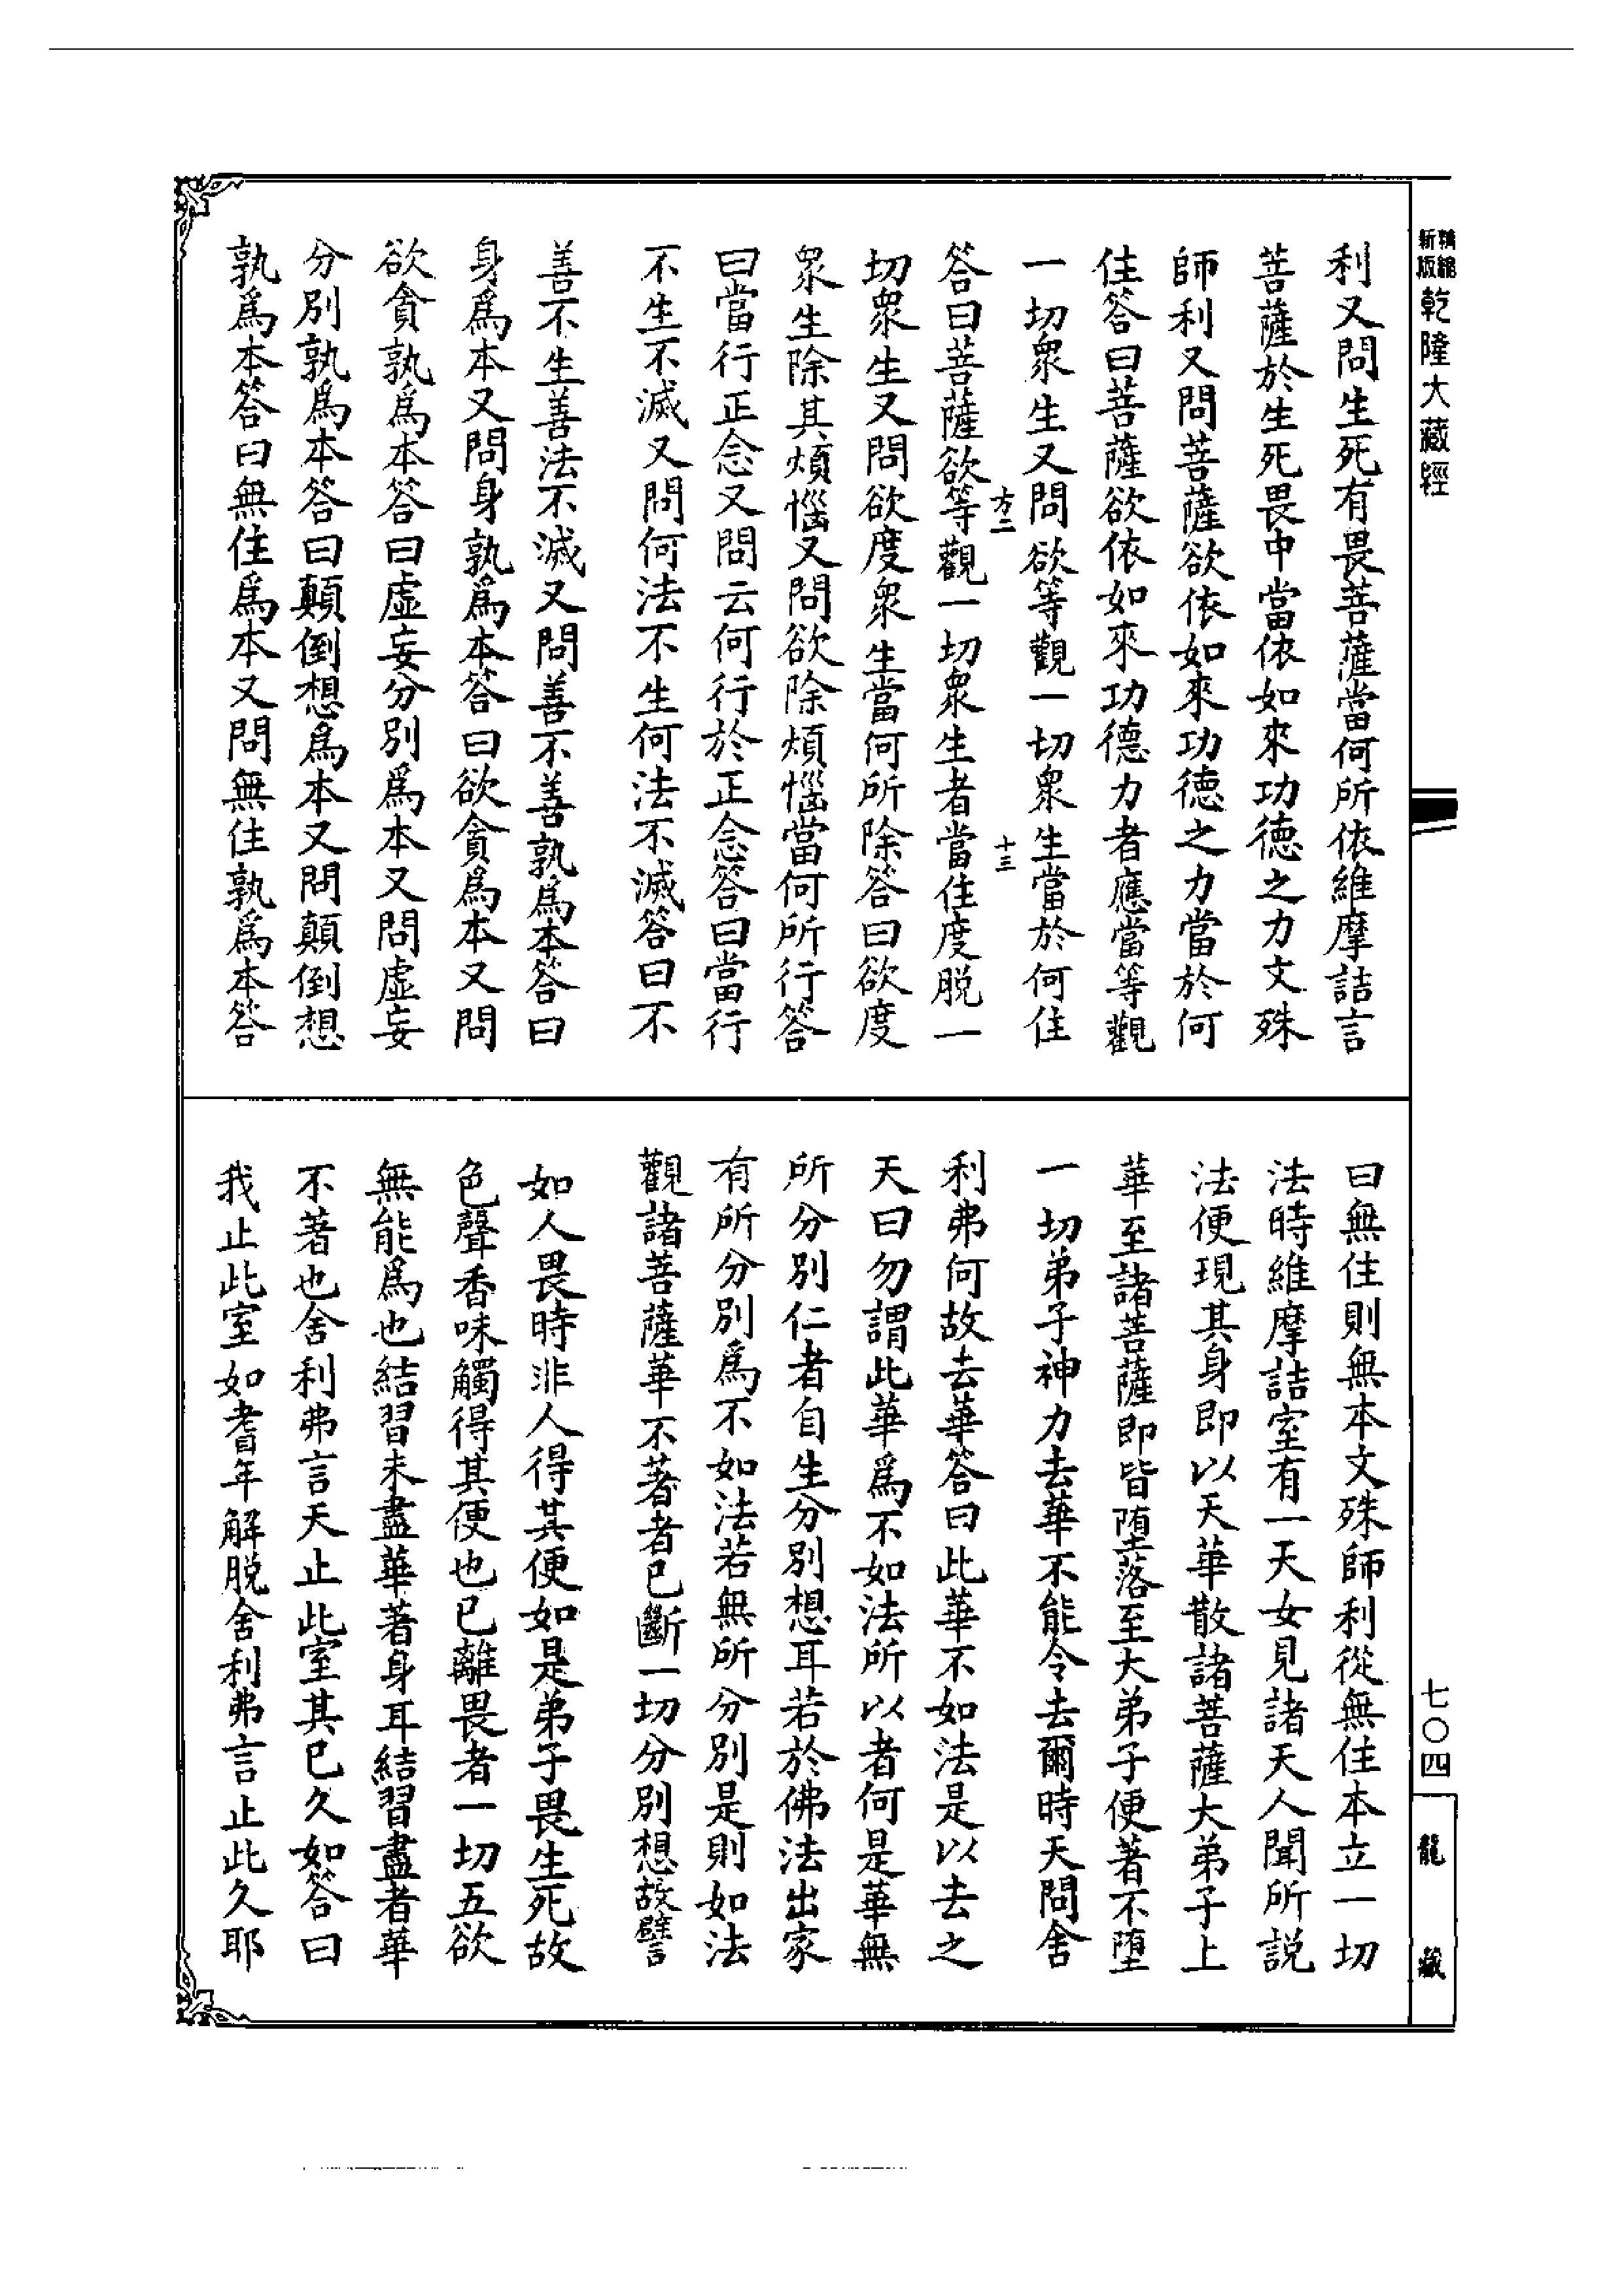 新版
精縮
乾隆大藏經
利又問生死有畏菩薩當何所依維摩詰言
菩薩於生死畏中當依如來功德之力文殊
師利又問菩薩欲依如來功德之力當於何
住答曰菩薩欲依如來功德力者應當等觀
一切衆生又問欲等觀一切衆生當於何住
方二
十三
答曰菩薩欲等觀一切衆生者當住度脫一
切衆生又問欲度衆生當何所除答曰欲度
衆生除其煩惱又問欲除煩惱當何所行答
曰當行正念又問云何行於正念答曰當行
不生不滅又問何法不生何法不滅答曰不
善不生善法不滅又問善不善孰爲本答曰
身爲本又問身孰爲本答曰欲貪爲本又問
欲貪孰爲本答曰虛妄分別爲本又問虛妄
分別孰爲本答曰顛倒想爲本又問顛倒想
孰爲本答曰無住爲本又問無住孰爲本答
曰無住則無本文殊師利從無住本立一切
法時維摩詰室有一天女見諸天人聞所說
法便現其身即以天華散諸菩薩大弟子上
華至諸菩薩即皆墮落至大弟子便著不墮
一切弟子神力去華不能令去爾時天問舍
利弗何故去華答曰此華不如法是以去之
天曰勿謂此華爲不如法所以者何是華無
所分別仁者自生分別想耳若於佛法出家
有所分別爲不如法若無所分別是則如法
觀諸菩薩華不著者已斷一切分別想故譬
如人畏時非人得其便如是弟子畏生死故
色聲香味觸得其便也已離畏者一切五欲
無能爲也結習未盡華著身耳結習盡者華
不著也舍利弗言天止此室其已久如答曰
我止此室如耆年解脫舍利弗言止此久耶
七〇四
龍藏